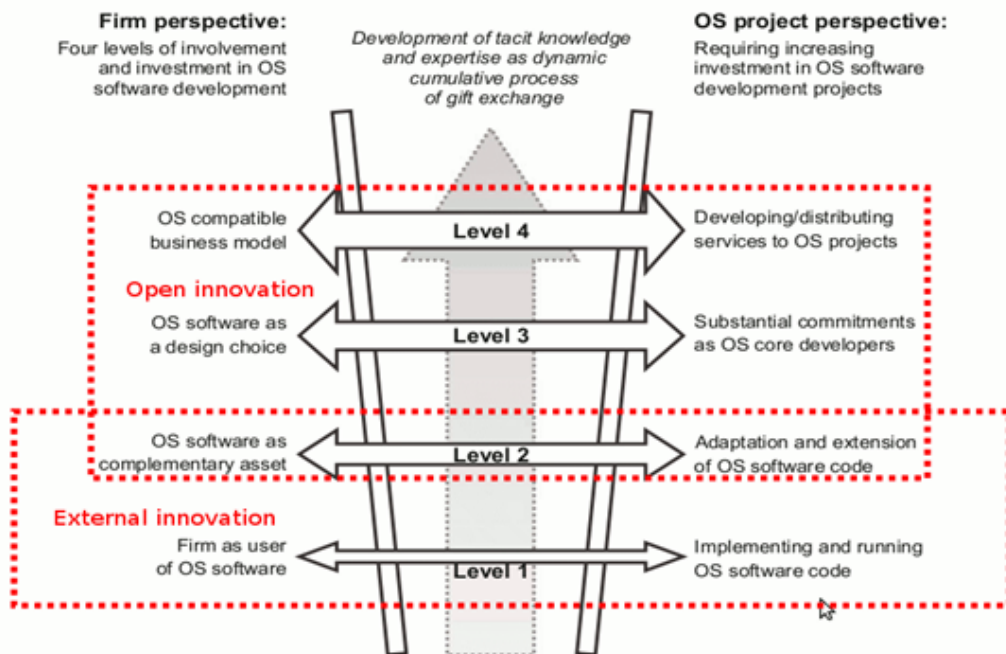 Firm perspective:
Four levels of involvement
and investment in OS
software development
Development of tacit knowledge
and expertise as dynamic
cumulative process
of gift exchange
OS project perspective:
Requiring increasing
investment in OS software
development projects
OS compatible
business model
Level 4
Developing/distributing
services to OS projects
Open innovation
OS software as
a design choice
Level 3
Substantial commitments
as OS core developers
OS software as
complementary asset
Level 2
Adaptation and extension
of OS software code
External innovation
Firm as user
of OS software
Level 1
Implementing and running
OS software code